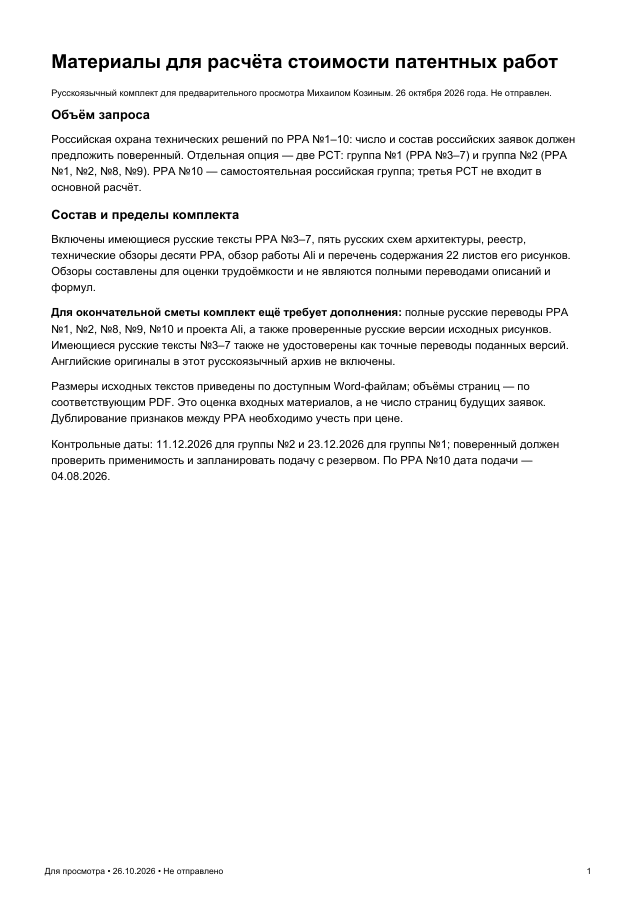 Материалы для расчёта стоимости патентных работ
Русскоязычный комплект для предварительного просмотра Михаилом Козиным. 26 октября 2026 года. Не отправлен.
Объём запроса
Российская охрана технических решений по PPA №1–10: число и состав российских заявок должен
предложить поверенный. Отдельная опция — две PCT: группа №1 (PPA №3–7) и группа №2 (PPA
№1, №2, №8, №9). PPA №10 — самостоятельная российская группа; третья PCT не входит в
основной расчёт.
Состав и пределы комплекта
Включены имеющиеся русские тексты PPA №3–7, пять русских схем архитектуры, реестр,
технические обзоры десяти PPA, обзор работы Ali и перечень содержания 22 листов его рисунков.
Обзоры составлены для оценки трудоёмкости и не являются полными переводами описаний и
формул.
Для окончательной сметы комплект ещё требует дополнения: полные русские переводы PPA
№1, №2, №8, №9, №10 и проекта Ali, а также проверенные русские версии исходных рисунков.
Имеющиеся русские тексты №3–7 также не удостоверены как точные переводы поданных версий.
Английские оригиналы в этот русскоязычный архив не включены.
Размеры исходных текстов приведены по доступным Word-файлам; объёмы страниц — по
соответствующим PDF. Это оценка входных материалов, а не число страниц будущих заявок.
Дублирование признаков между PPA необходимо учесть при цене.
Контрольные даты: 11.12.2026 для группы №2 и 23.12.2026 для группы №1; поверенный должен
проверить применимость и запланировать подачу с резервом. По PPA №10 дата подачи —
04.08.2026.
Для просмотра • 26.10.2026 • Не отправлено
1